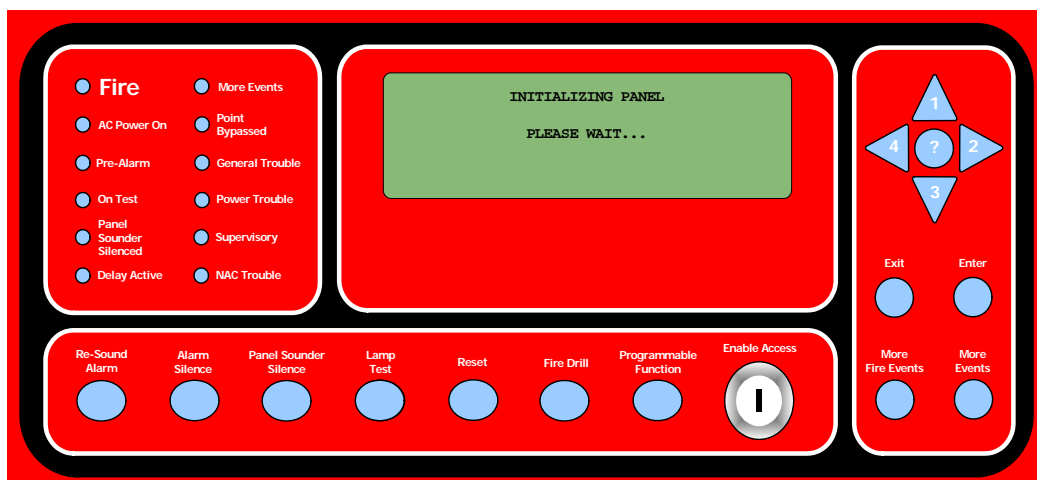 Fire
More Events
AC Power On
Point
Bypassed
Pre-Alarm
General Trouble
On Test
Power Trouble
Panel
Sounder
Silenced
Supervisory
Delay Active
NAC Trouble
INITIALIZING PANEL
PLEASE WAIT...
1
4
?
2
3
Exit
Enter
More
Fire Events
More
Events
Re-Sound
Alarm
Alarm
Silence
Panel Sounder
Silence
Lamp
Test
Reset
Fire Drill
Programmable
Function
Enable Access